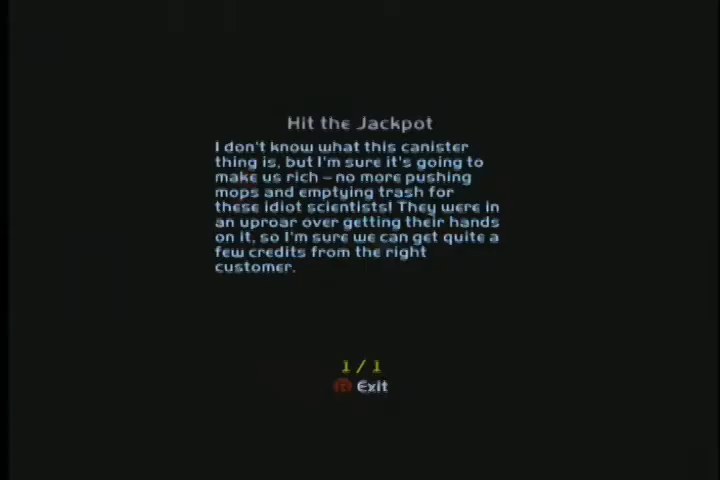 Hit the Jackpot
I don't know what this canister
thing is, but I'm sure it's going to
make us rich – no more pushing
mops and emptying trash for
these idiot scientists! They were in
an uproar over getting their hands
on it, so I'm sure we can get quite a
few credits from the right
customer.
1 / 1
Exit